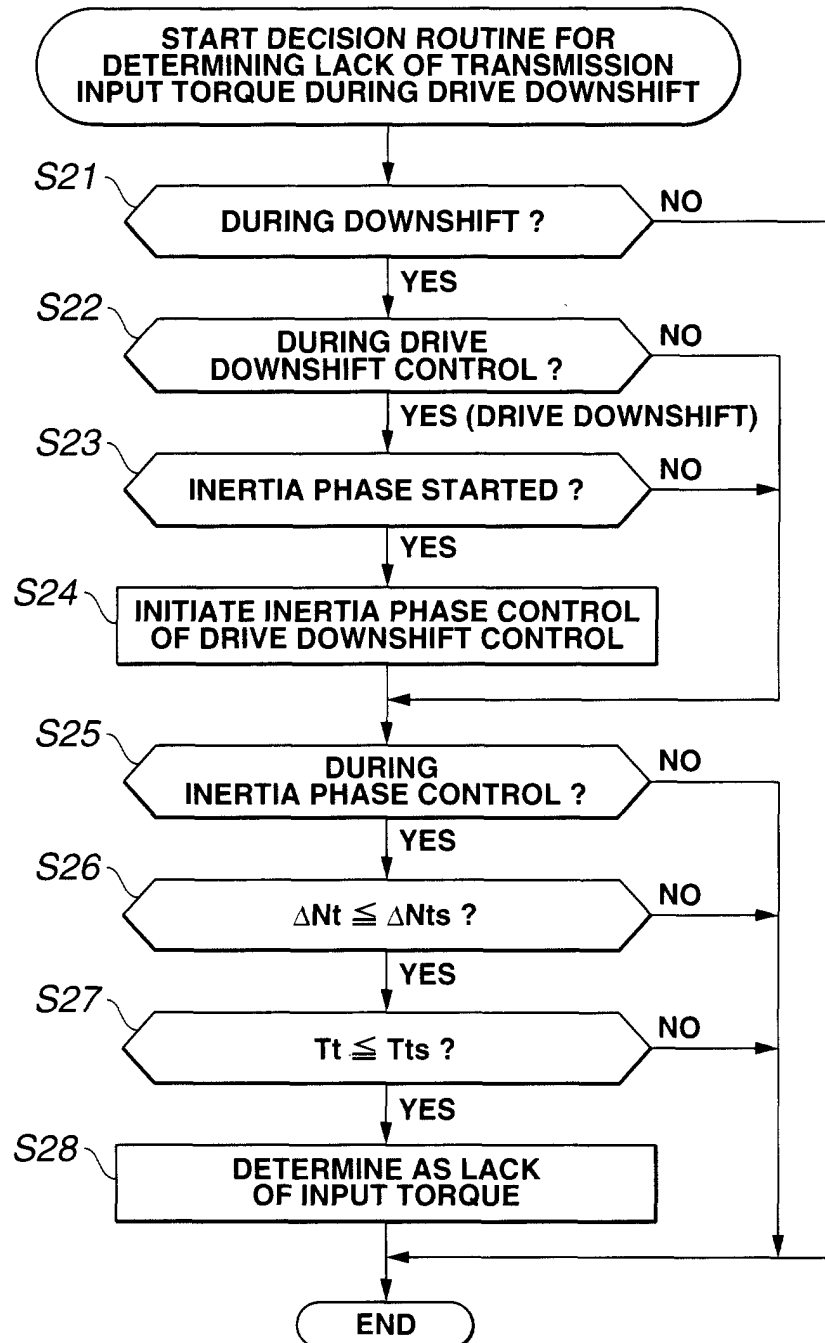 START DECISION ROUTINE FOR
DETERMINING LACK OF TRANSMISSION
INPUT TORQUE DURING DRIVE DOWNSHIFT
S21
DURING DOWNSHIFT ?
NO
YES
S22
DURING DRIVE
DOWNSHIFT CONTROL ?
NO
YES (DRIVE DOWNSHIFT)
S23
INERTIA PHASE STARTED ?
NO
YES
S24
INITIATE INERTIA PHASE CONTROL
OF DRIVE DOWNSHIFT CONTROL
S25
DURING
INERTIA PHASE CONTROL ?
NO
YES
S26
ΔNt ≦ ΔNts ?
NO
YES
S27
Tt ≦ Tts ?
NO
YES
S28
DETERMINE AS LACK
OF INPUT TORQUE
END